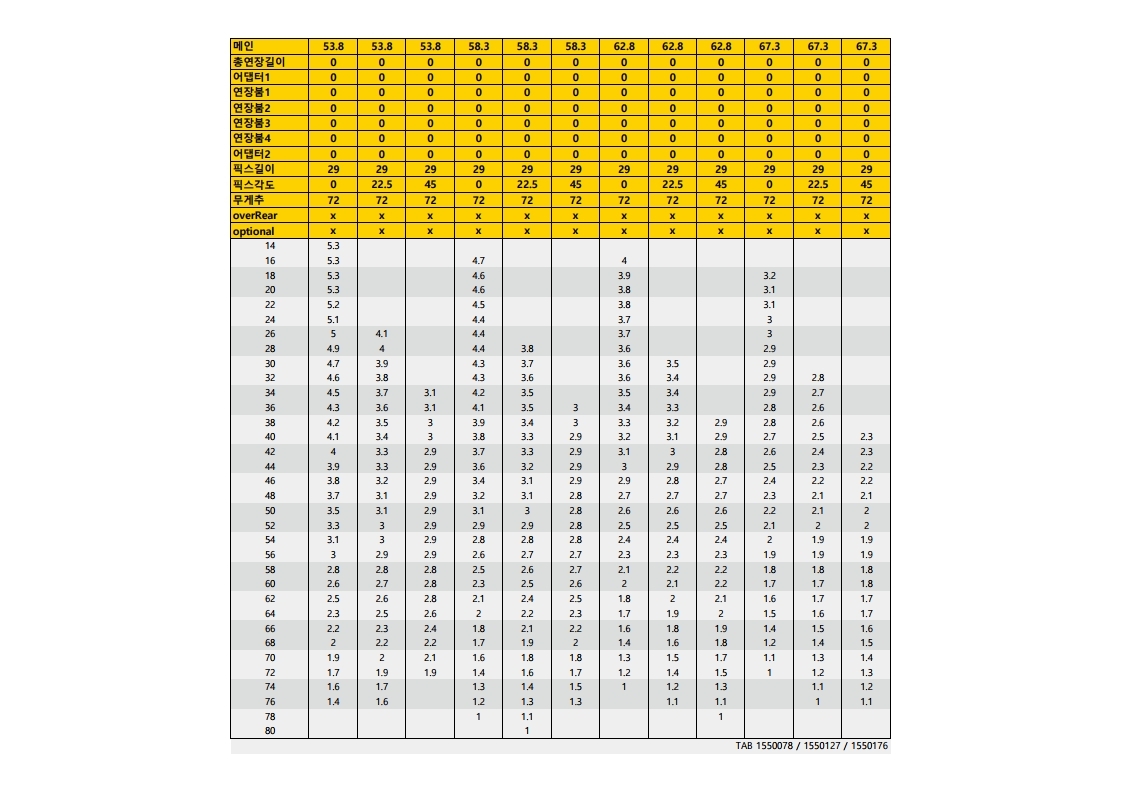 메인 53.8 53.8 53.8 58.3 58.3 58.3 62.8 62.8 62.8 67.3 67.3 67.3
총연장길이 0 0 0 0 0 0 0 0 0 0 0 0
어댑터1 0 0 0 0 0 0 0 0 0 0 0 0
연장붐1 0 0 0 0 0 0 0 0 0 0 0 0
연장붐2 0 0 0 0 0 0 0 0 0 0 0 0
연장붐3 0 0 0 0 0 0 0 0 0 0 0 0
연장붐4 0 0 0 0 0 0 0 0 0 0 0 0
어댑터2 0 0 0 0 0 0 0 0 0 0 0 0
픽스길이 29 29 29 29 29 29 29 29 29 29 29 29
픽스각도 0 22.5 45 0 22.5 45 0 22.5 45 0 22.5 45
무게추 72 72 72 72 72 72 72 72 72 72 72 72
overRear x x x x x x x x x x x x
optional x x x x x x x x x x x x
14 5.3
16 5.3 4.7 4
18 5.3 4.6 3.9 3.2
20 5.3 4.6 3.8 3.1
22 5.2 4.5 3.8 3.1
24 5.1 4.4 3.7 3
26 5 4.1 4.4 3.7 3
28 4.9 4 4.4 3.8 3.6 2.9
30 4.7 3.9 4.3 3.7 3.6 3.5 2.9
32 4.6 3.8 4.3 3.6 3.6 3.4 2.9 2.8
34 4.5 3.7 3.1 4.2 3.5 3.5 3.4 2.9 2.7
36 4.3 3.6 3.1 4.1 3.5 3 3.4 3.3 2.8 2.6
38 4.2 3.5 3 3.9 3.4 3 3.3 3.2 2.9 2.8 2.6
40 4.1 3.4 3 3.8 3.3 2.9 3.2 3.1 2.9 2.7 2.5 2.3
42 4 3.3 2.9 3.7 3.3 2.9 3.1 3 2.8 2.6 2.4 2.3
44 3.9 3.3 2.9 3.6 3.2 2.9 3 2.9 2.8 2.5 2.3 2.2
46 3.8 3.2 2.9 3.4 3.1 2.9 2.9 2.8 2.7 2.4 2.2 2.2
48 3.7 3.1 2.9 3.2 3.1 2.8 2.7 2.7 2.7 2.3 2.1 2.1
50 3.5 3.1 2.9 3.1 3 2.8 2.6 2.6 2.6 2.2 2.1 2
52 3.3 3 2.9 2.9 2.9 2.8 2.5 2.5 2.5 2.1 2 2
54 3.1 3 2.9 2.8 2.8 2.8 2.4 2.4 2.4 2 1.9 1.9
56 3 2.9 2.9 2.6 2.7 2.7 2.3 2.3 2.3 1.9 1.9 1.9
58 2.8 2.8 2.8 2.5 2.6 2.7 2.1 2.2 2.2 1.8 1.8 1.8
60 2.6 2.7 2.8 2.3 2.5 2.6 2 2.1 2.2 1.7 1.7 1.8
62 2.5 2.6 2.8 2.1 2.4 2.5 1.8 2 2.1 1.6 1.7 1.7
64 2.3 2.5 2.6 2 2.2 2.3 1.7 1.9 2 1.5 1.6 1.7
66 2.2 2.3 2.4 1.8 2.1 2.2 1.6 1.8 1.9 1.4 1.5 1.6
68 2 2.2 2.2 1.7 1.9 2 1.4 1.6 1.8 1.2 1.4 1.5
70 1.9 2 2.1 1.6 1.8 1.8 1.3 1.5 1.7 1.1 1.3 1.4
72 1.7 1.9 1.9 1.4 1.6 1.7 1.2 1.4 1.5 1 1.2 1.3
74 1.6 1.7 1.3 1.4 1.5 1 1.2 1.3 1.1 1.2
76 1.4 1.6 1.2 1.3 1.3 1.1 1.1 1 1.1
78 1 1.1 1
80 1
TAB 1550078 / 1550127 / 1550176